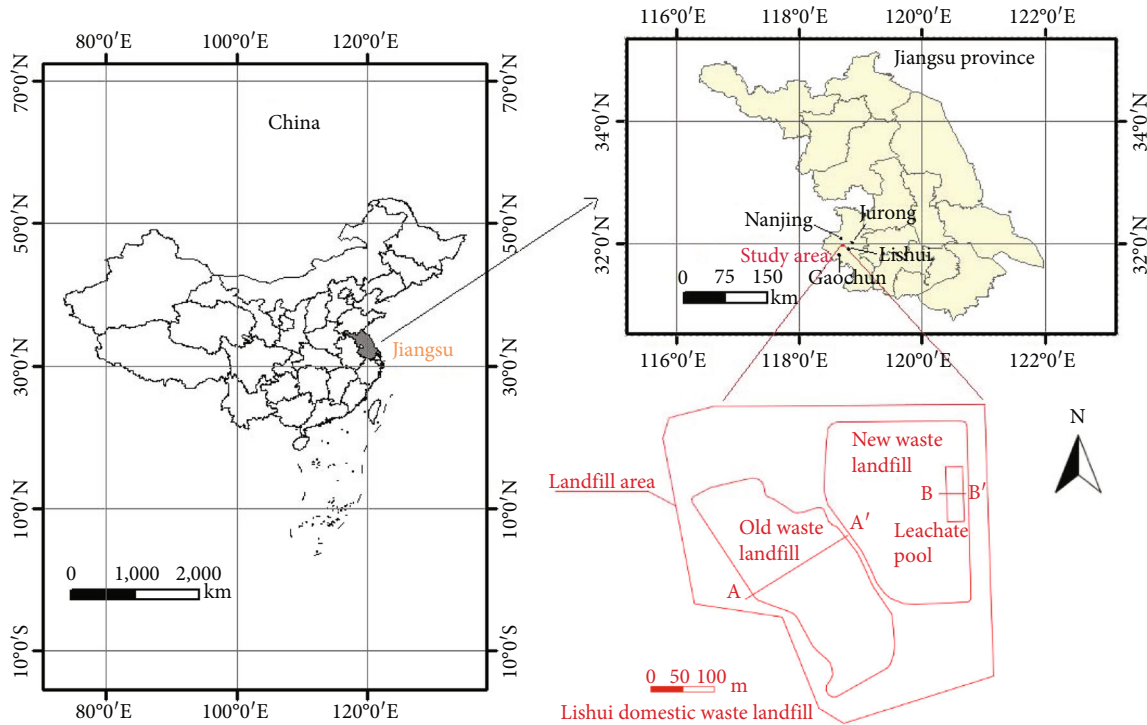 80°0′E 100°0′E 120°0′E
70°0′N
70°0′N
China
50°0′N
50°0′N
Jiangsu
30°0′N
30°0′N
10°0′N
10°0′N
0 1,000 2,000
km
10°0′S
10°0′S
80°0′E 100°0′E 120°0′E
116°0′E 118°0′E 120°0′E 122°0′E
Jiangsu province
34°0′N
34°0′N
Nanjing
Jurong
32°0′N
32°0′N
Study area
Lishui
Gaochun
0 75 150
km
116°0′E 118°0′E 120°0′E 122°0′E
N
New waste
landfill
Landfill area
B B′
Old waste
landfill
A′
Leachate
pool
A
0 50 100
m
Lishui domestic waste landfill